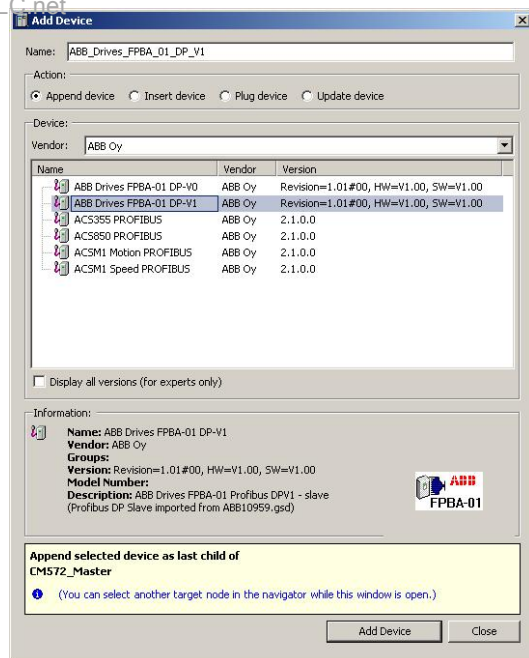 C.net
Add Device
Name: ABB_Drives_FPBA_01_DP_V1
Action:
Append device Insert device Plug device Update device
Device:
Vendor: ABB Oy
Name Vendor Version
ABB Drives FPBA-01 DP-V0 ABB Oy Revision=1.01#00, HW=V1.00, SW=V1.00
ABB Drives FPBA-01 DP-V1 ABB Oy Revision=1.01#00, HW=V1.00, SW=V1.00
ACS355 PROFIBUS ABB Oy 2.1.0.0
ACS850 PROFIBUS ABB Oy 2.1.0.0
ACSM1 Motion PROFIBUS ABB Oy 2.1.0.0
ACSM1 Speed PROFIBUS ABB Oy 2.1.0.0
Display all versions (for experts only)
Information:
Name: ABB Drives FPBA-01 DP-V1
Vendor: ABB Oy
Groups:
Version: Revision=1.01#00, HW=V1.00, SW=V1.00
Model Number:
Description: ABB Drives FPBA-01 Profibus DPV1 - slave
(Profibus DP Slave imported from ABB10959.gsd)
ABB
FPBA-01
Append selected device as last child of
CM572_Master
(You can select another target node in the navigator while this window is open.)
Add Device Close